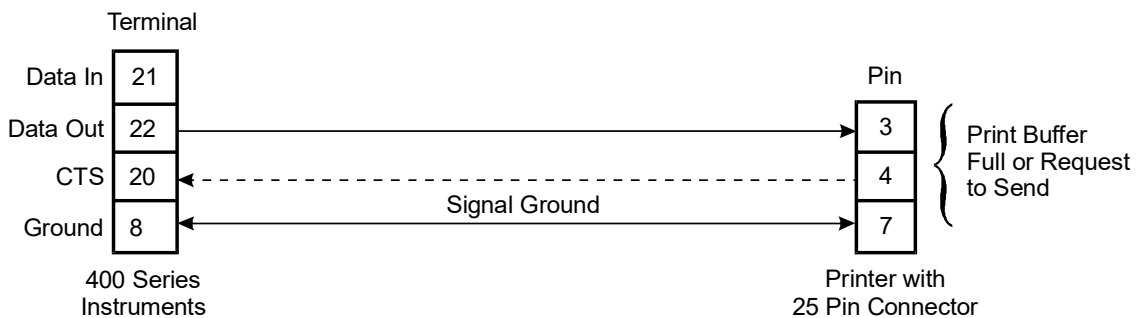 Terminal
Data In 21
Pin
Data Out 22
3
Print Buffer
Full or Request
to Send
CTS 20
4
Signal Ground
Ground 8
7
400 Series
Instruments
Printer with
25 Pin Connector